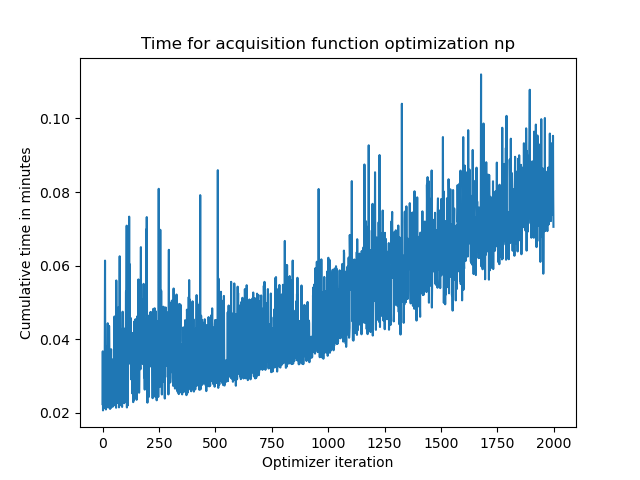 Time for acquisition function optimization np
Cumulative time in minutes
0.10
0.08
0.06
0.04
0.02
0 250 500 750 1000 1250 1500 1750 2000
Optimizer iteration